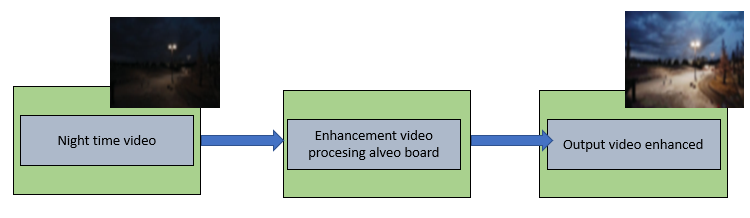 Night time video
Enhancement video
procesing alveo board
Output video enhanced